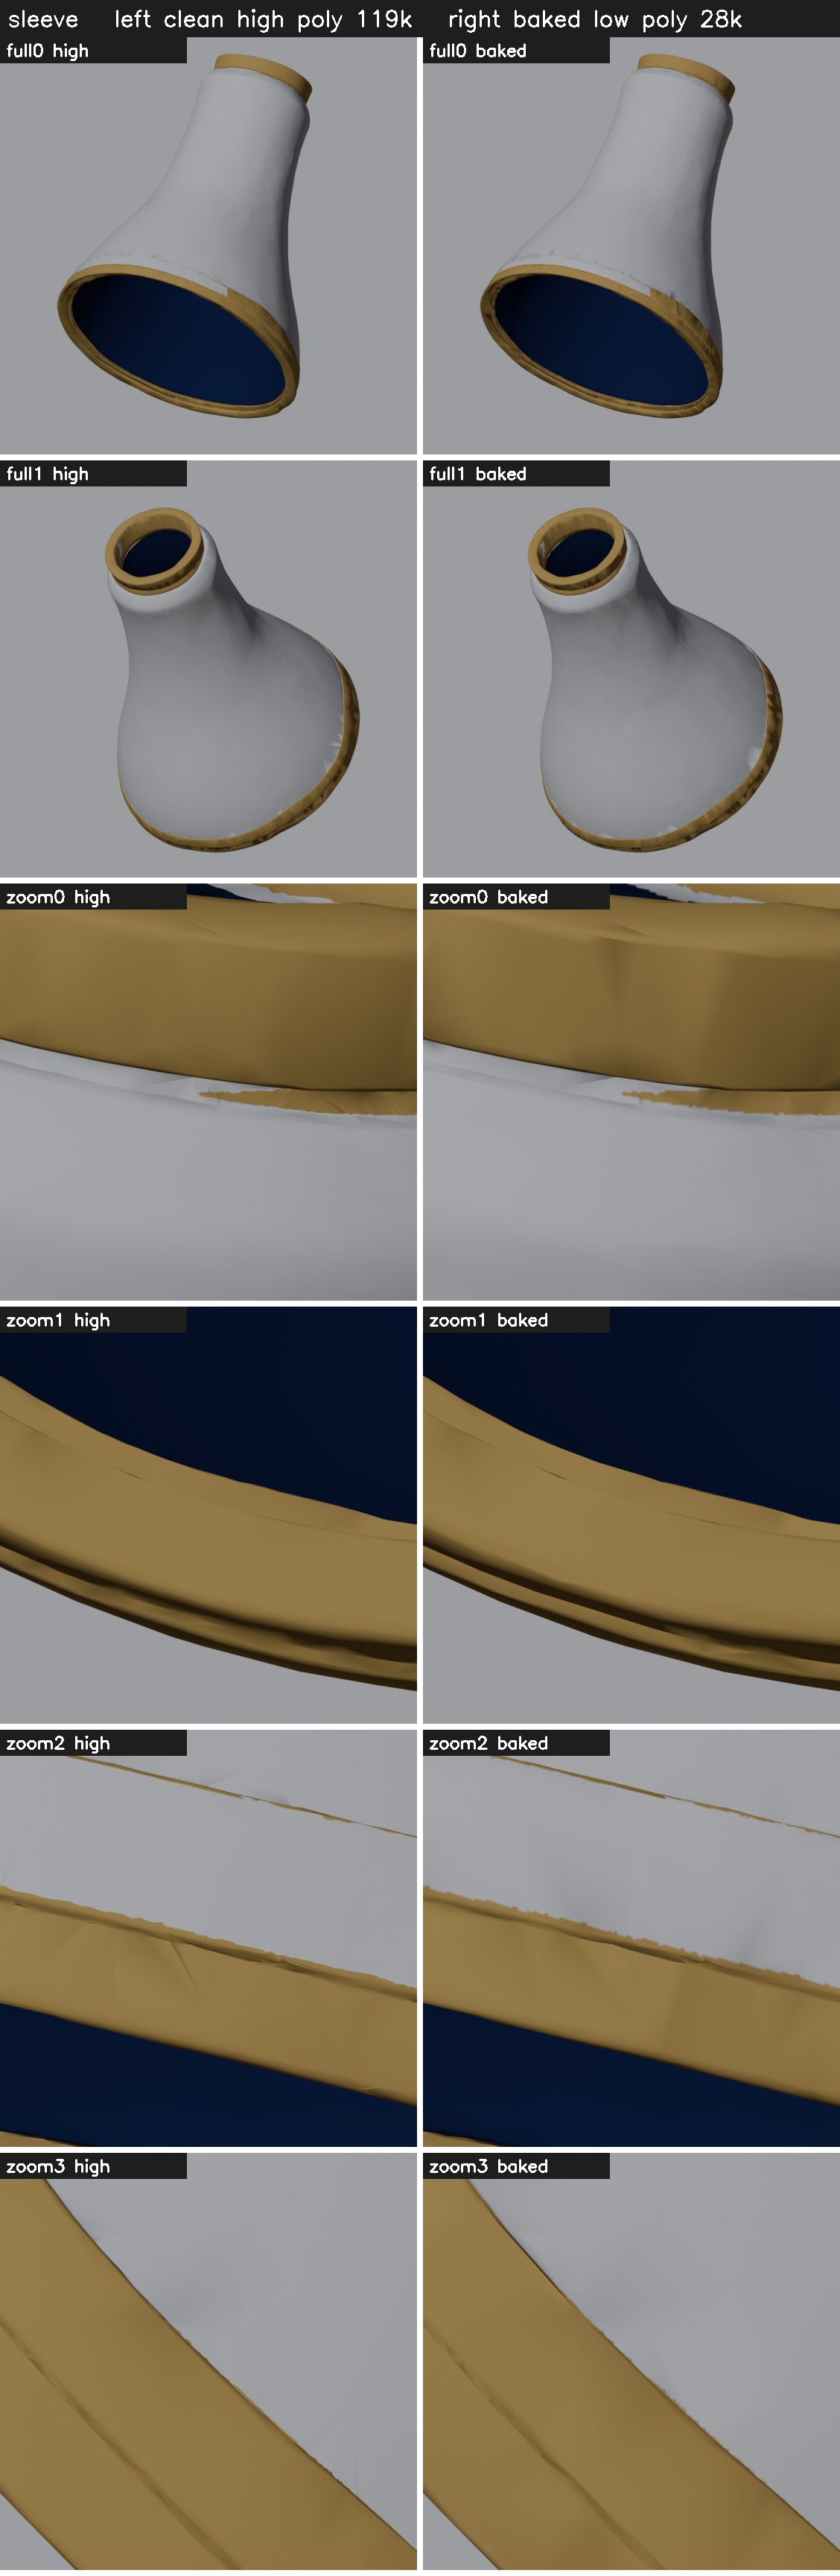 sleeve left clean high poly 119k right baked low poly 28k
full0 high full0 baked
full1 high full1 baked
zoom0 high zoom0 baked
zoom1 high zoom1 baked
zoom2 high zoom2 baked
zoom3 high zoom3 baked